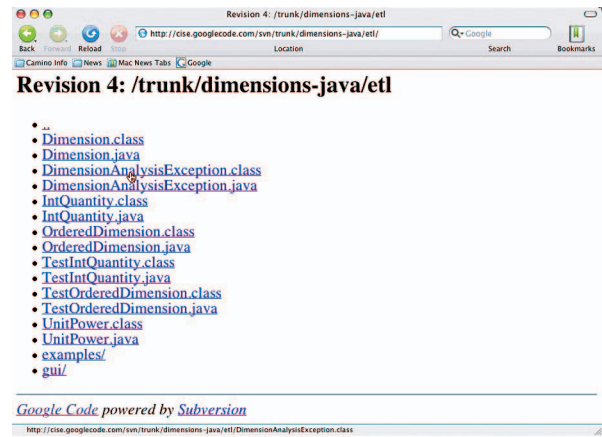 Revision 4: /trunk/dimensions-java/etl
http://cise.googlecode.com/svn/trunk/dimensions-java/etl/
Google
Back Forward Reload Stop Location Search Bookmarks
Camino Info News Mac News Tabs Google
Revision 4: /trunk/dimensions-java/etl
..
Dimension.class
Dimension.java
DimensionAnalysisException.class
DimensionAnalysisException.java
IntQuantity.class
IntQuantity.java
OrderedDimension.class
OrderedDimension.java
TestIntQuantity.class
TestIntQuantity.java
TestOrderedDimension.class
TestOrderedDimension.java
UnitPower.class
UnitPower.java
examples/
gui/
Google Code powered by Subversion
http://cise.googlecode.com/svn/trunk/dimensions-java/etl/DimensionAnalysisException.class